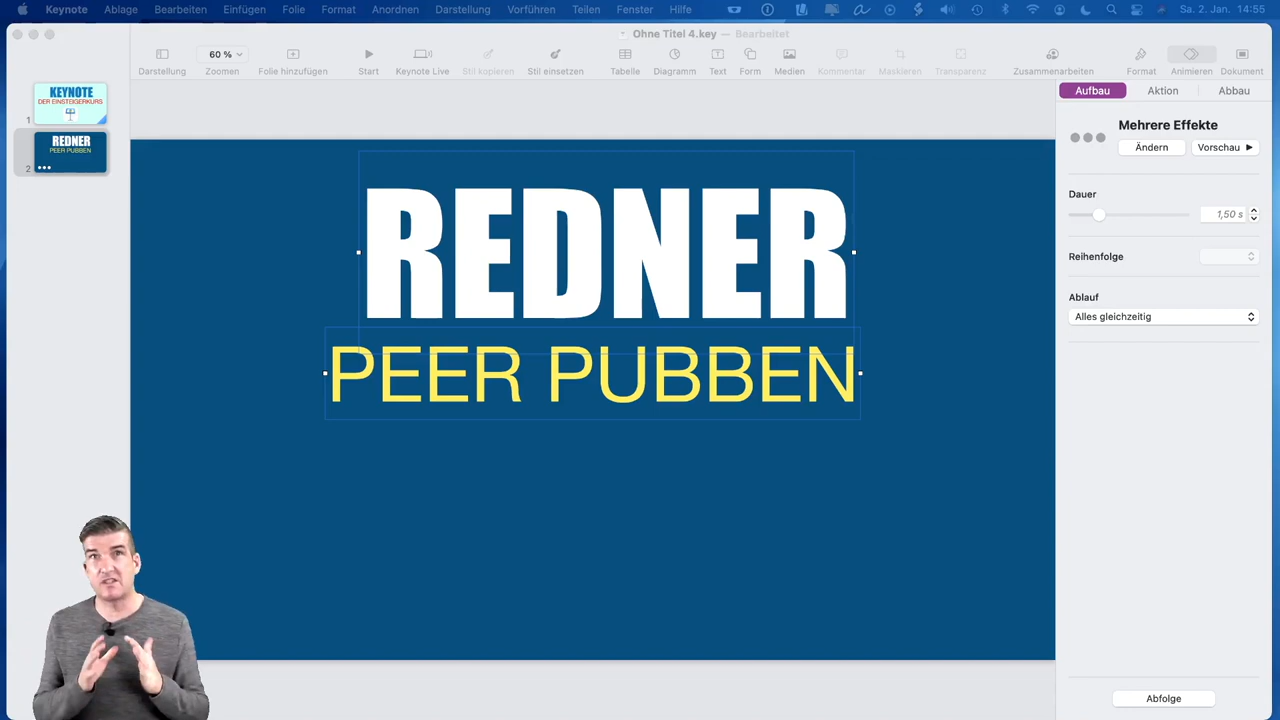 Keynote Ablage Bearbeiten Einfügen Folie Format Anordnen Darstellung Vorführen Teilen Fenster Hilfe Sa. 2. Jan. 14:55
Ohne Titel 4.key — Bearbeitet
60 %
Darstellung Zoomen Folie hinzufügen Start Keynote Live Stil kopieren Stil einsetzen Tabelle Diagramm Text Form Medien Kommentar Maskieren Transparenz Zusammenarbeiten Format Animieren Dokument
Aufbau Aktion Abbau
KEYNOTE
DER EINSTEIGERKURS
1
REDNER
PEER PUBBEN
2
REDNER
PEER PUBBEN
Mehrere Effekte
Ändern Vorschau
Dauer
1,50 s
Reihenfolge
Ablauf
Alles gleichzeitig
Abfolge